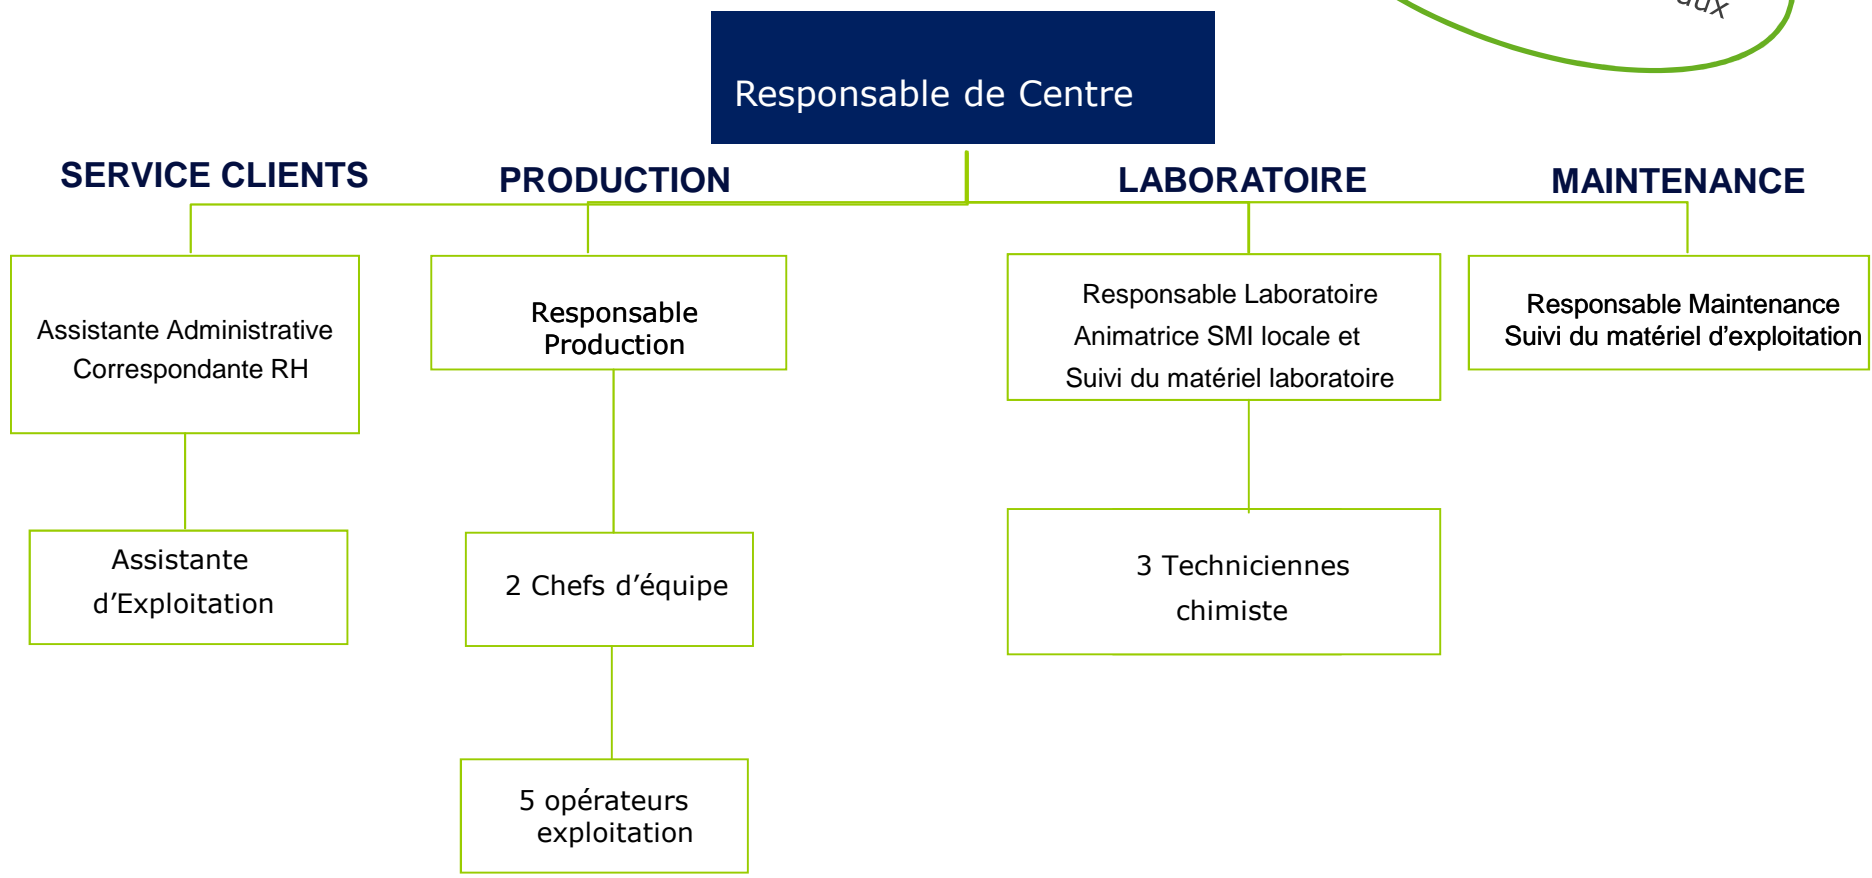 Responsable de Centre
SERVICE CLIENTS
PRODUCTION
LABORATOIRE
MAINTENANCE
Assistante Administrative
Correspondante RH
Responsable
Production
Responsable Laboratoire
Animatrice SMI locale et
Suivi du matériel laboratoire
Responsable Maintenance
Suivi du matériel d’exploitation
Assistante
d’Exploitation
2 Chefs d’équipe
3 Techniciennes
chimiste
5 opérateurs
exploitation